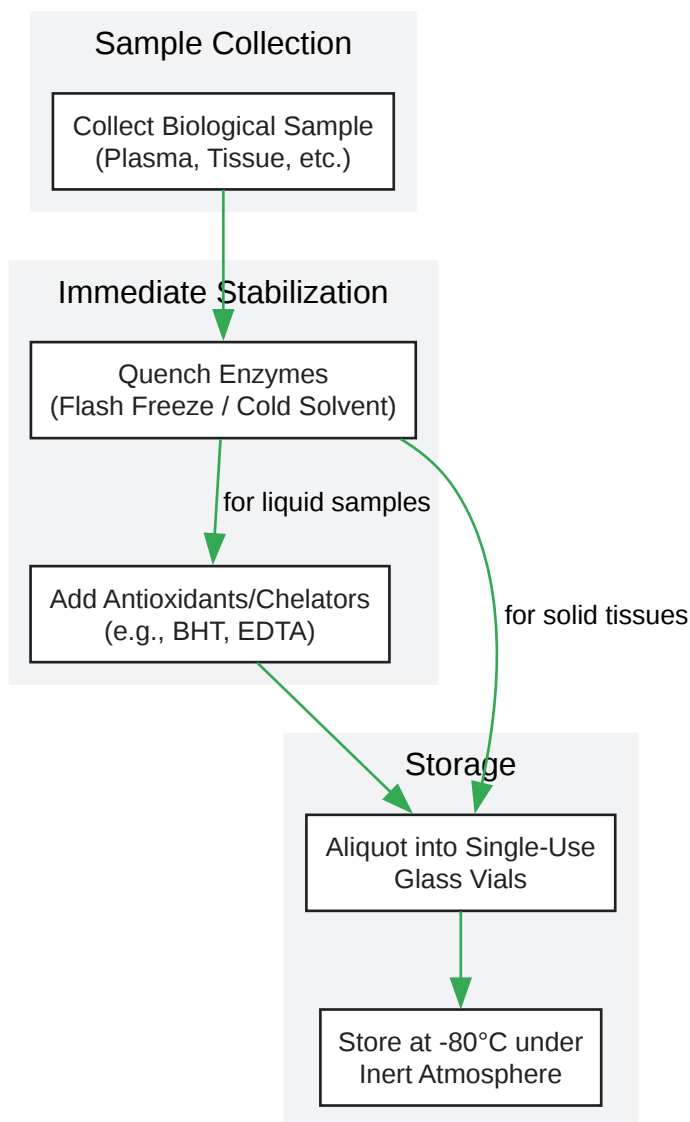 Sample Collection
Collect Biological Sample
(Plasma, Tissue, etc.)
Immediate Stabilization
Quench Enzymes
(Flash Freeze / Cold Solvent)
for liquid samples
Add Antioxidants/Chelators
(e.g., BHT, EDTA)
for solid tissues
Storage
Aliquot into Single-Use
Glass Vials
Store at -80°C under
Inert Atmosphere